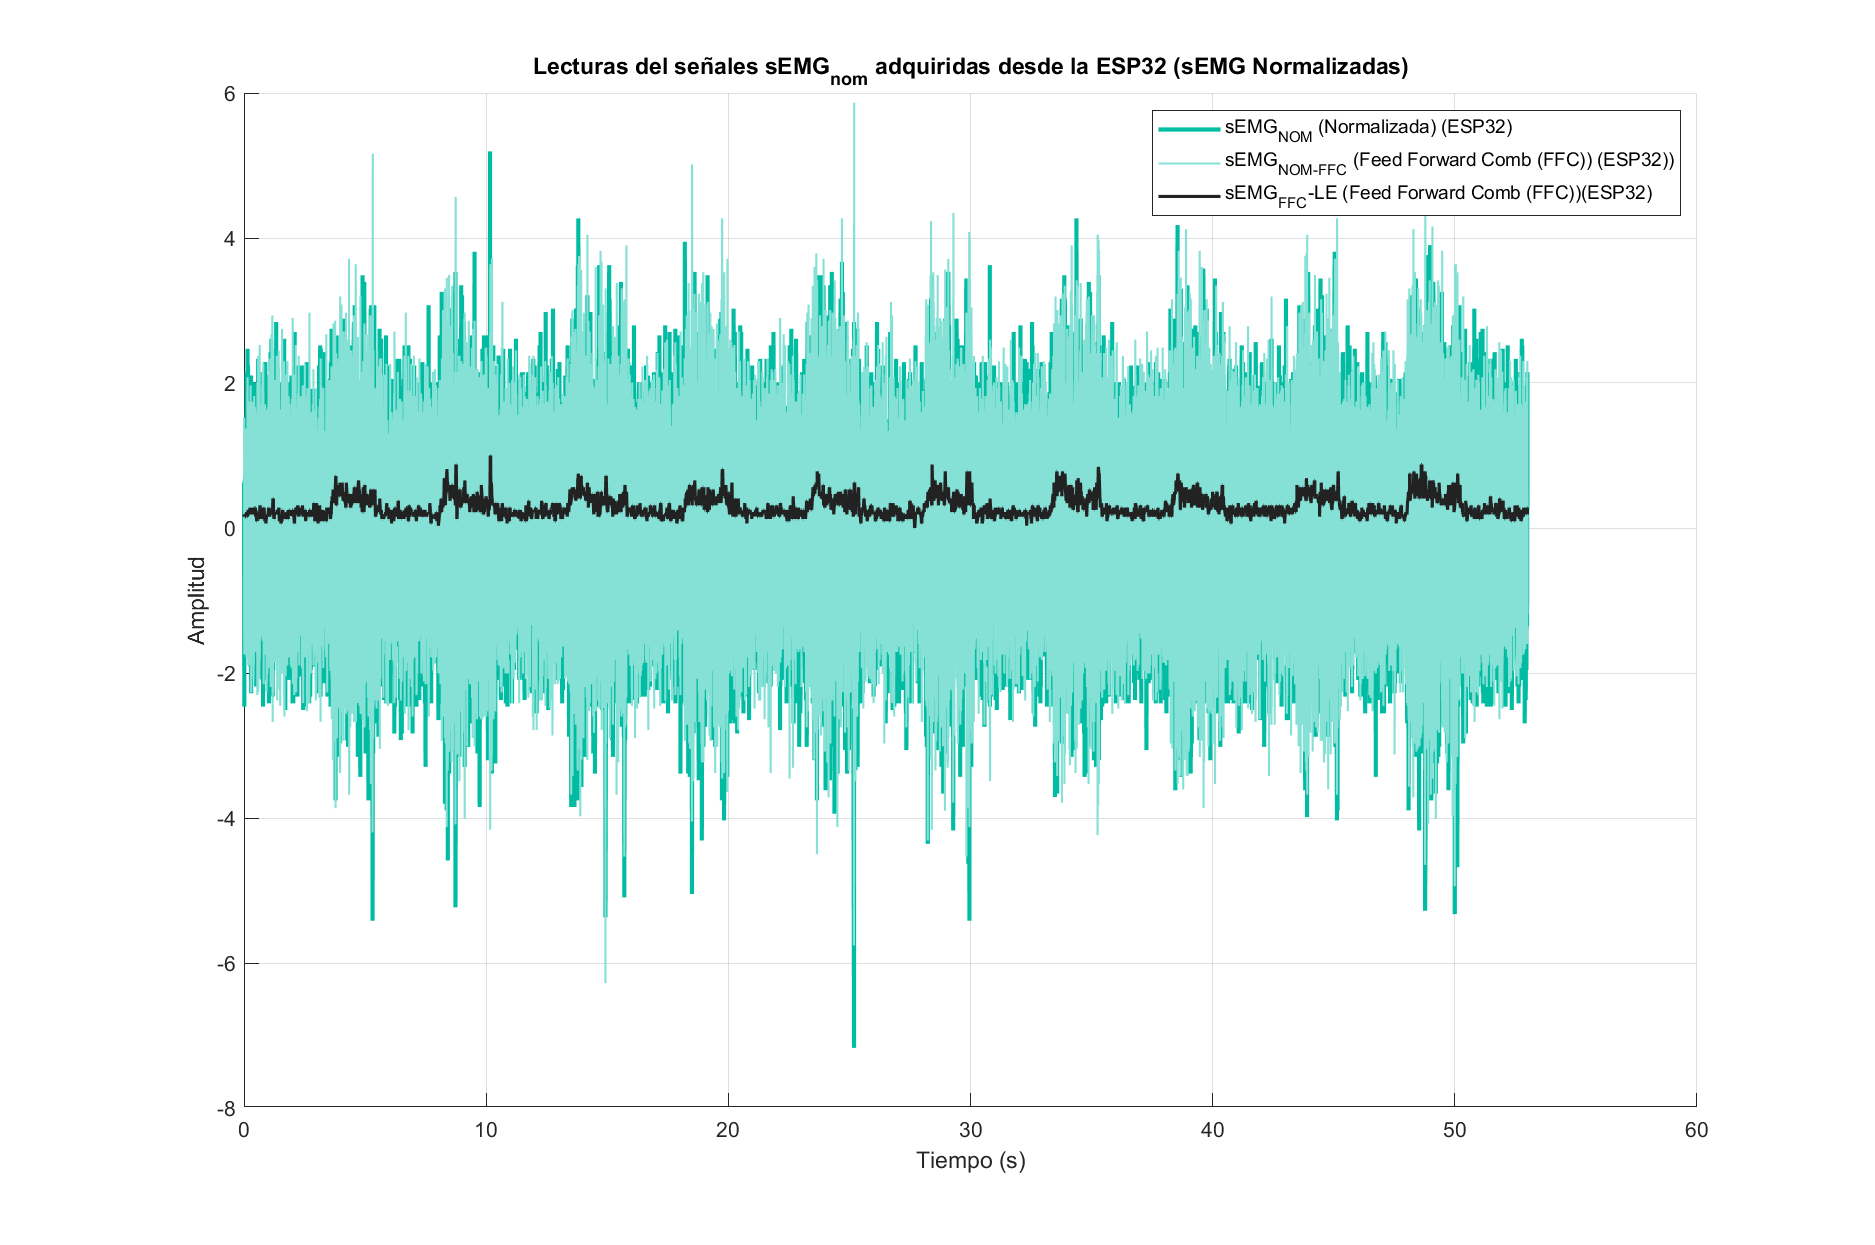 Lecturas del señales sEMGnom adquiridas desde la ESP32 (sEMG Normalizadas)
sEMGNOM (Normalizada) (ESP32)
sEMGNOM-FFC (Feed Forward Comb (FFC)) (ESP32))
sEMGFFC-LE (Feed Forward Comb (FFC))(ESP32)
6
4
2
0
-2
-4
-6
-8
Amplitud
0 10 20 30 40 50 60
Tiempo (s)